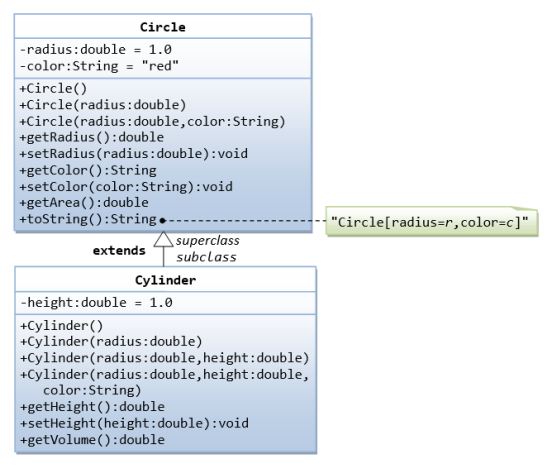 Circle
-radius:double = 1.0
-color:String = "red"
+Circle()
+Circle(radius:double)
+Circle(radius:double,color:String)
+getRadius():double
+setRadius(radius:double):void
+getColor():String
+setColor(color:String):void
+getArea():double
+toString():String
"Circle[radius=r,color=c]"
extends
superclass
subclass
Cylinder
-height:double = 1.0
+Cylinder()
+Cylinder(radius:double)
+Cylinder(radius:double,height:double)
+Cylinder(radius:double,height:double,
color:String)
+getHeight():double
+setHeight(height:double):void
+getVolume():double